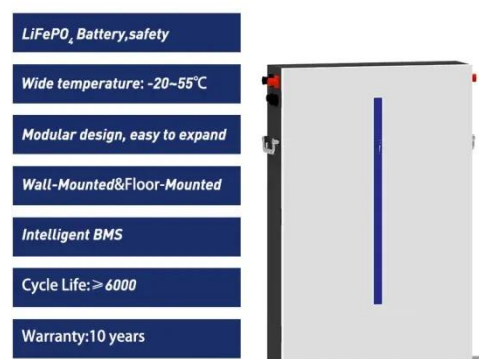 LiFePO₄ Battery,safety
Wide temperature: -20~55℃
Modular design, easy to expand
Wall-Mounted&Floor-Mounted
Intelligent BMS
Cycle Life:≥6000
Warranty:10 years